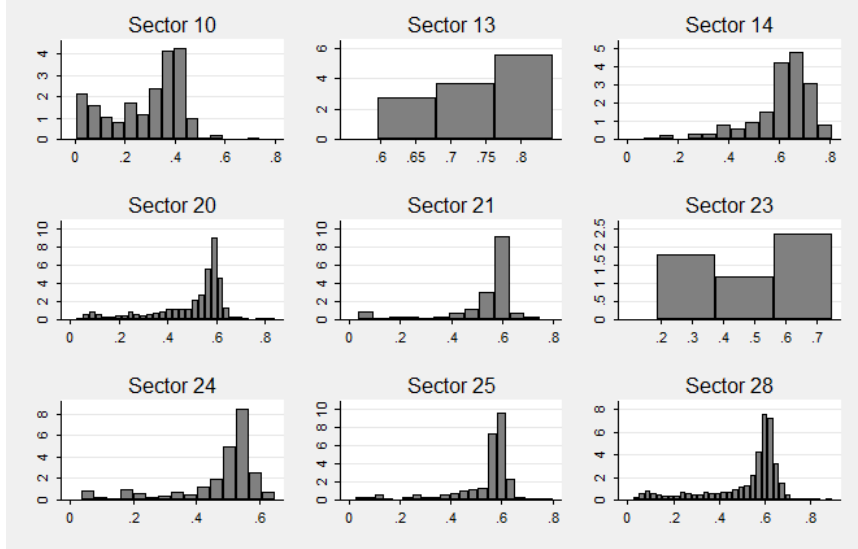 Sector 10
Sector 13
Sector 14
0 1 2 3 4
0 .2 .4 .6 .8
0 2 4 6
.6 .65 .7 .75 .8
0 1 2 3 4 5
0 .2 .4 .6 .8
Sector 20
Sector 21
Sector 23
0 2 4 6 8 10
0 .2 .4 .6 .8
0 2 4 6 8 10
0 .2 .4 .6 .8
0 .5 1 1.5 2 2.5
.2 .3 .4 .5 .6 .7
Sector 24
Sector 25
Sector 28
0 2 4 6 8
0 .2 .4 .6
0 2 4 6 8 10
0 .2 .4 .6 .8
0 2 4 6 8
0 .2 .4 .6 .8